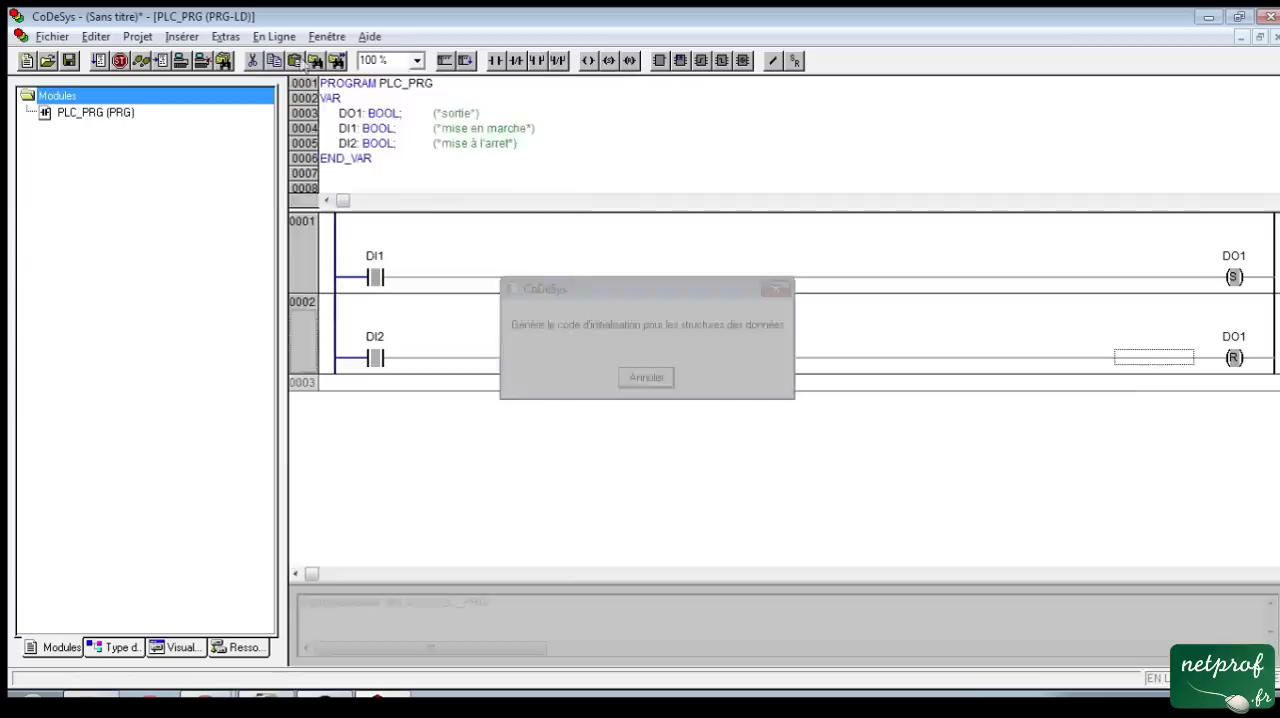 CoDeSys - (Sans titre)* - [PLC_PRG (PRG-LD)]
Fichier Editer Projet Insérer Extras En Ligne Fenêtre Aide
100 %
Modules
PLC_PRG (PRG)
0001 PROGRAM PLC_PRG
0002 VAR
0003 DO1: BOOL; (*sortie*)
0004 DI1: BOOL; (*mise en marche*)
0005 DI2: BOOL; (*mise à l'arret*)
0006 END_VAR
0007
0008
0001
DI1 DO1
S
0002
DI2 DO1
R
0003
CoDeSys
Génère le code d'initialisation pour les structures des données
Annuler
Modules Type d... Visual... Resso...
EN L
netprof
.fr